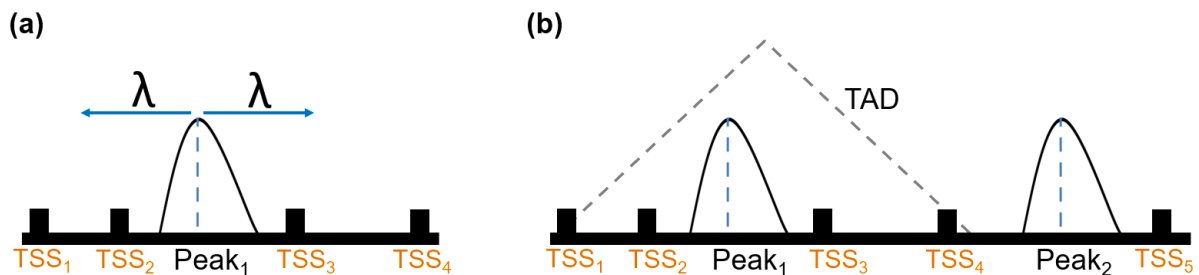 (a)
λ λ
TSS₁ TSS₂ Peak₁ TSS₃ TSS₄
(b)
TAD
TSS₁ TSS₂ Peak₁ TSS₃ TSS₄ Peak₂ TSS₅